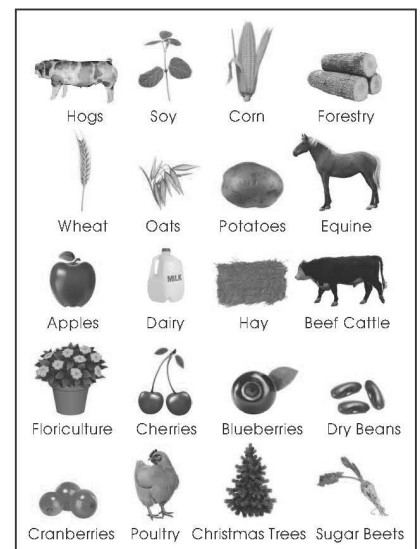 Hogs Soy Corn Forestry
Wheat Oats Potatoes Equine
MILK
Apples Dairy Hay Beef Cattle
Floriculture Cherries Blueberries Dry Beans
Cranberries Poultry Christmas Trees Sugar Beets